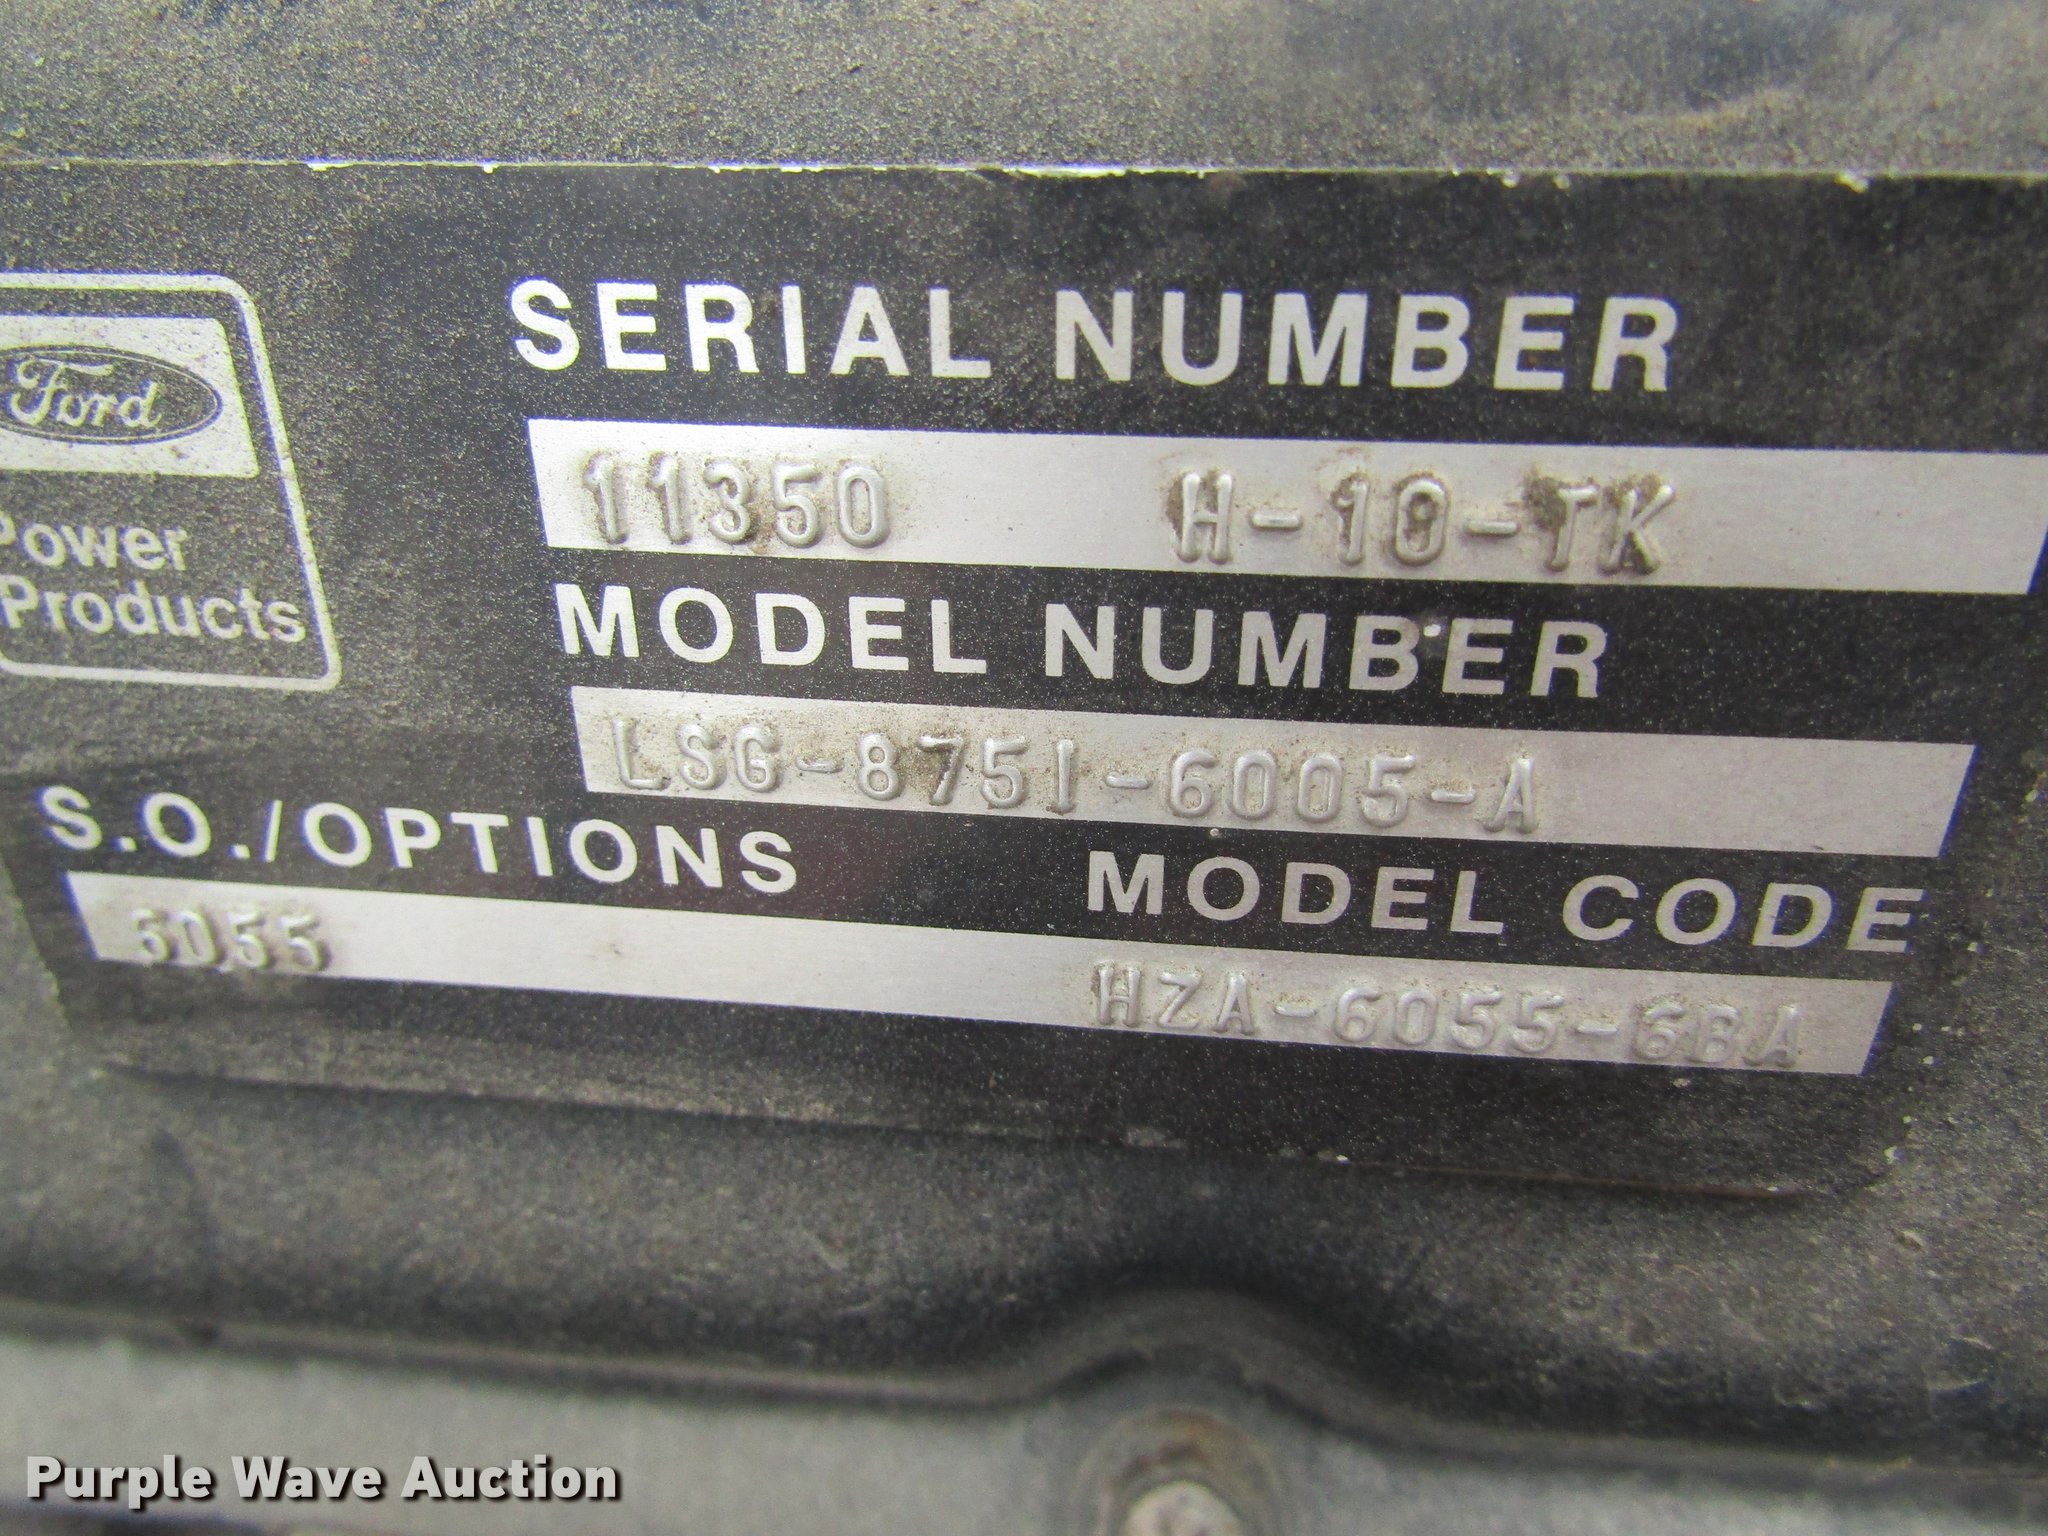 SERIAL NUMBER
Ford
Power
Products
11350 H-10-TK
MODEL NUMBER
LSG-875I-6005-A
S.O./OPTIONS MODEL CODE
6055 HZA-6055-6BA
Purple Wave Auction